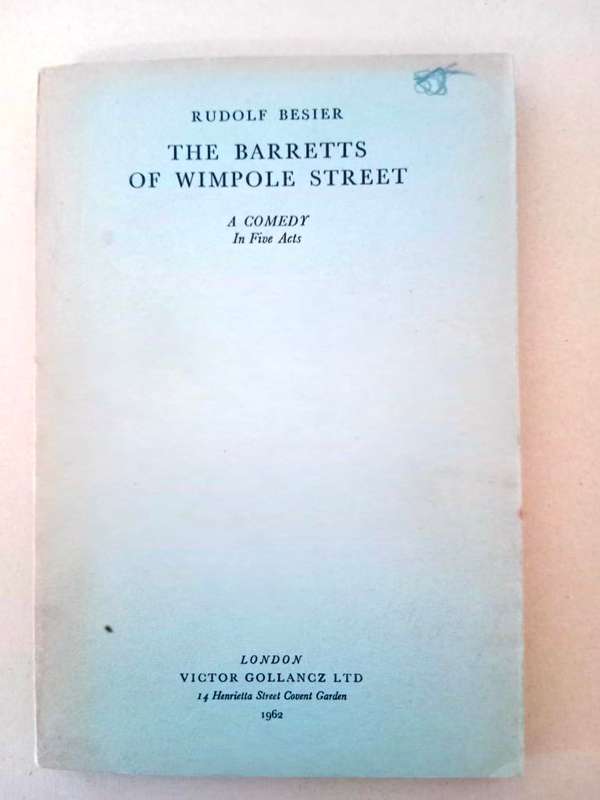 RUDOLF BESIER
THE BARRETTS
OF WIMPOLE STREET
A COMEDY
In Five Acts
LONDON
VICTOR GOLLANCZ LTD
14 Henrietta Street Covent Garden
1962